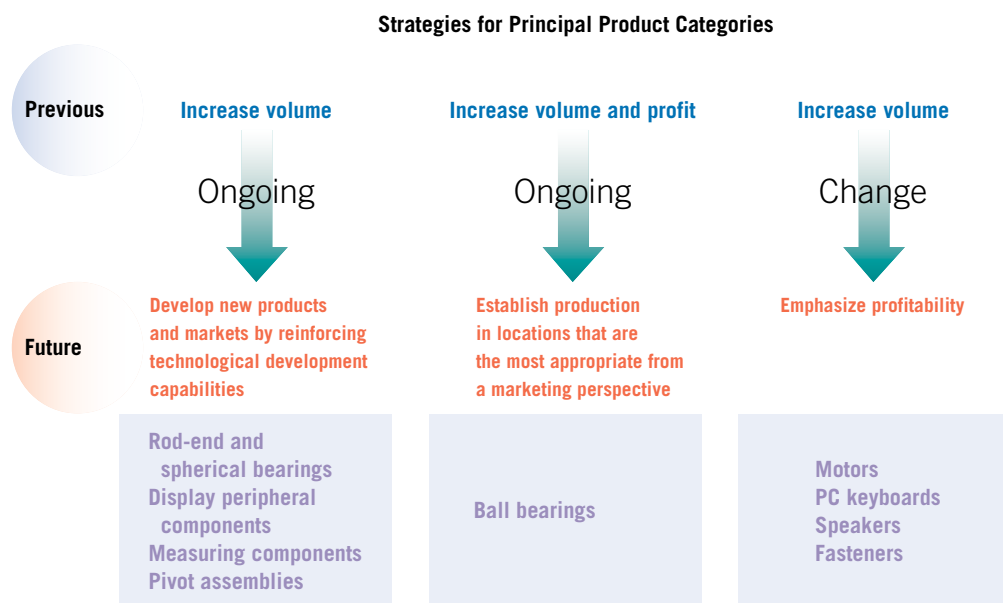 Strategies for Principal Product Categories
Previous
Increase volume
Increase volume and profit
Increase volume
Ongoing
Ongoing
Change
Future
Develop new products
and markets by reinforcing
technological development
capabilities
Establish production
in locations that are
the most appropriate from
a marketing perspective
Emphasize profitability
Rod-end and
spherical bearings
Display peripheral
components
Measuring components
Pivot assemblies
Ball bearings
Motors
PC keyboards
Speakers
Fasteners